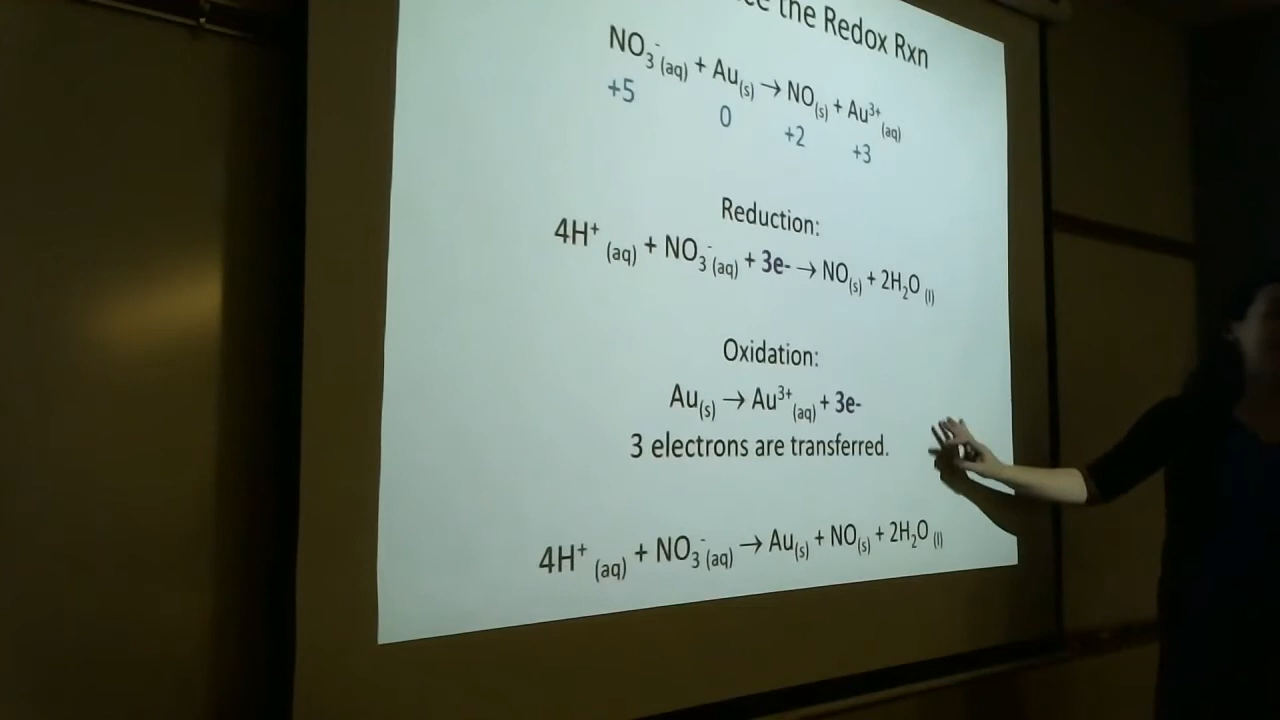 the Redox Rxn
NO₃⁻(aq) + Au(s) → NO(s) + Au³⁺(aq)
+5 0 +2 +3
Reduction:
4H⁺ (aq) + NO₃⁻(aq) + 3e- → NO(s) + 2H₂O (l)
Oxidation:
Au(s) → Au³⁺(aq) + 3e-
3 electrons are transferred.
4H⁺ (aq) + NO₃⁻(aq) → Au(s) + NO(s) + 2H₂O (l)